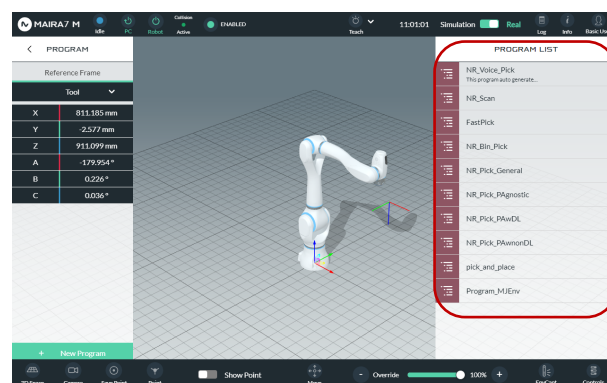 MAIRA7 M
Idle
PC
Robot
Collision
Active
ENABLED
Teach
11:01:01
Simulation
Real
Log
Info
Basic Use
PROGRAM
Reference Frame
Tool
X 811.185 mm
Y -2.577 mm
Z 911.099 mm
A -179.954 °
B 0.226 °
C 0.036 °
+ New Program
PROGRAM LIST
NR_Voice_Pick
This program auto generate...
NR_Scan
FastPick
NR_Bin_Pick
NR_Pick_General
NR_Pick_PAgnostic
NR_Pick_PAwDL
NR_Pick_PAwnonDL
pick_and_place
Program_MJEnv
Show Point
- Override 100% +